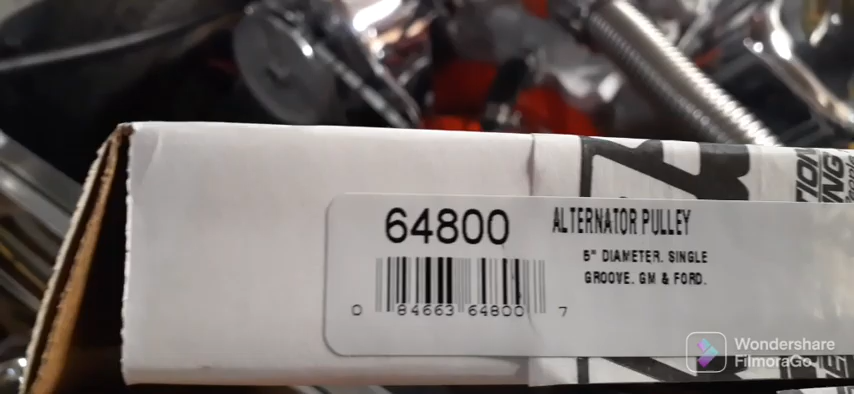 64800
ALTERNATOR PULLEY
5" DIAMETER. SINGLE
GROOVE. GM & FORD.
0 84663 64800 7
Wondershare
FilmoraGo